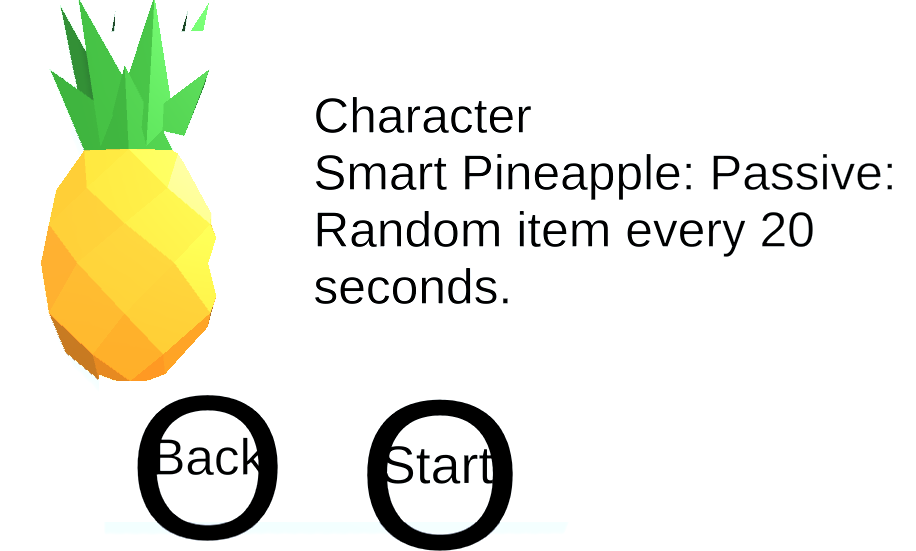 Character
Smart Pineapple: Passive:
Random item every 20
seconds.
Back
Start